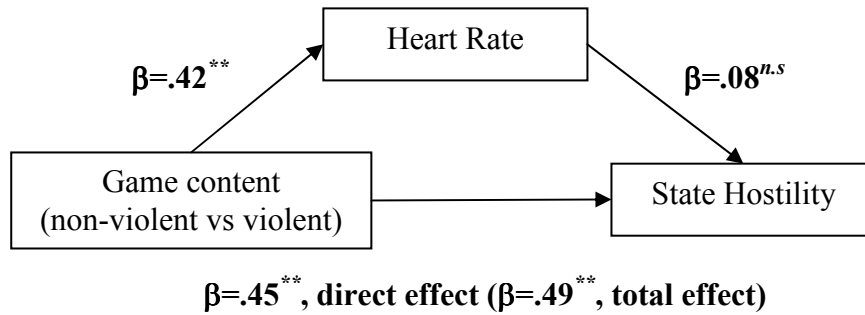 Heart Rate
β=.42**
β=.08n.s
Game content
(non-violent vs violent)
State Hostility
β=.45**, direct effect (β=.49**, total effect)